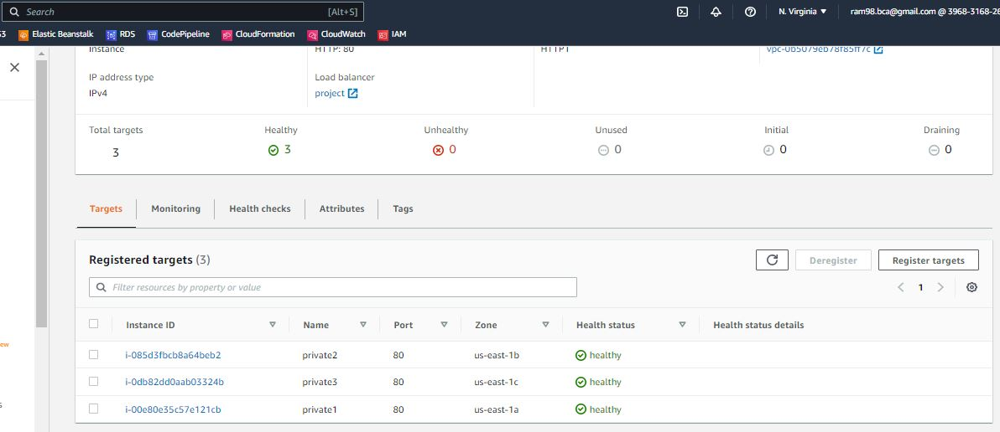 Search [Alt+S] N. Virginia ram98.bca@gmail.com @ 3968-3168-26
S3 Elastic Beanstalk RDS CodePipeline CloudFormation CloudWatch IAM
Instance HTTP: 80 HTTP1 vpc-0b5079eb78f85ff7c
IP address type Load balancer
IPv4 project
Total targets Healthy Unhealthy Unused Initial Draining
3 3 0 0 0 0
Targets Monitoring Health checks Attributes Tags
Registered targets (3) Deregister Register targets
Filter resources by property or value 1
Instance ID Name Port Zone Health status Health status details
ew
i-085d3fbcb8a64beb2 private2 80 us-east-1b healthy
i-0db82dd0aab03324b private3 80 us-east-1c healthy
s
i-00e80e35c57e121cb private1 80 us-east-1a healthy